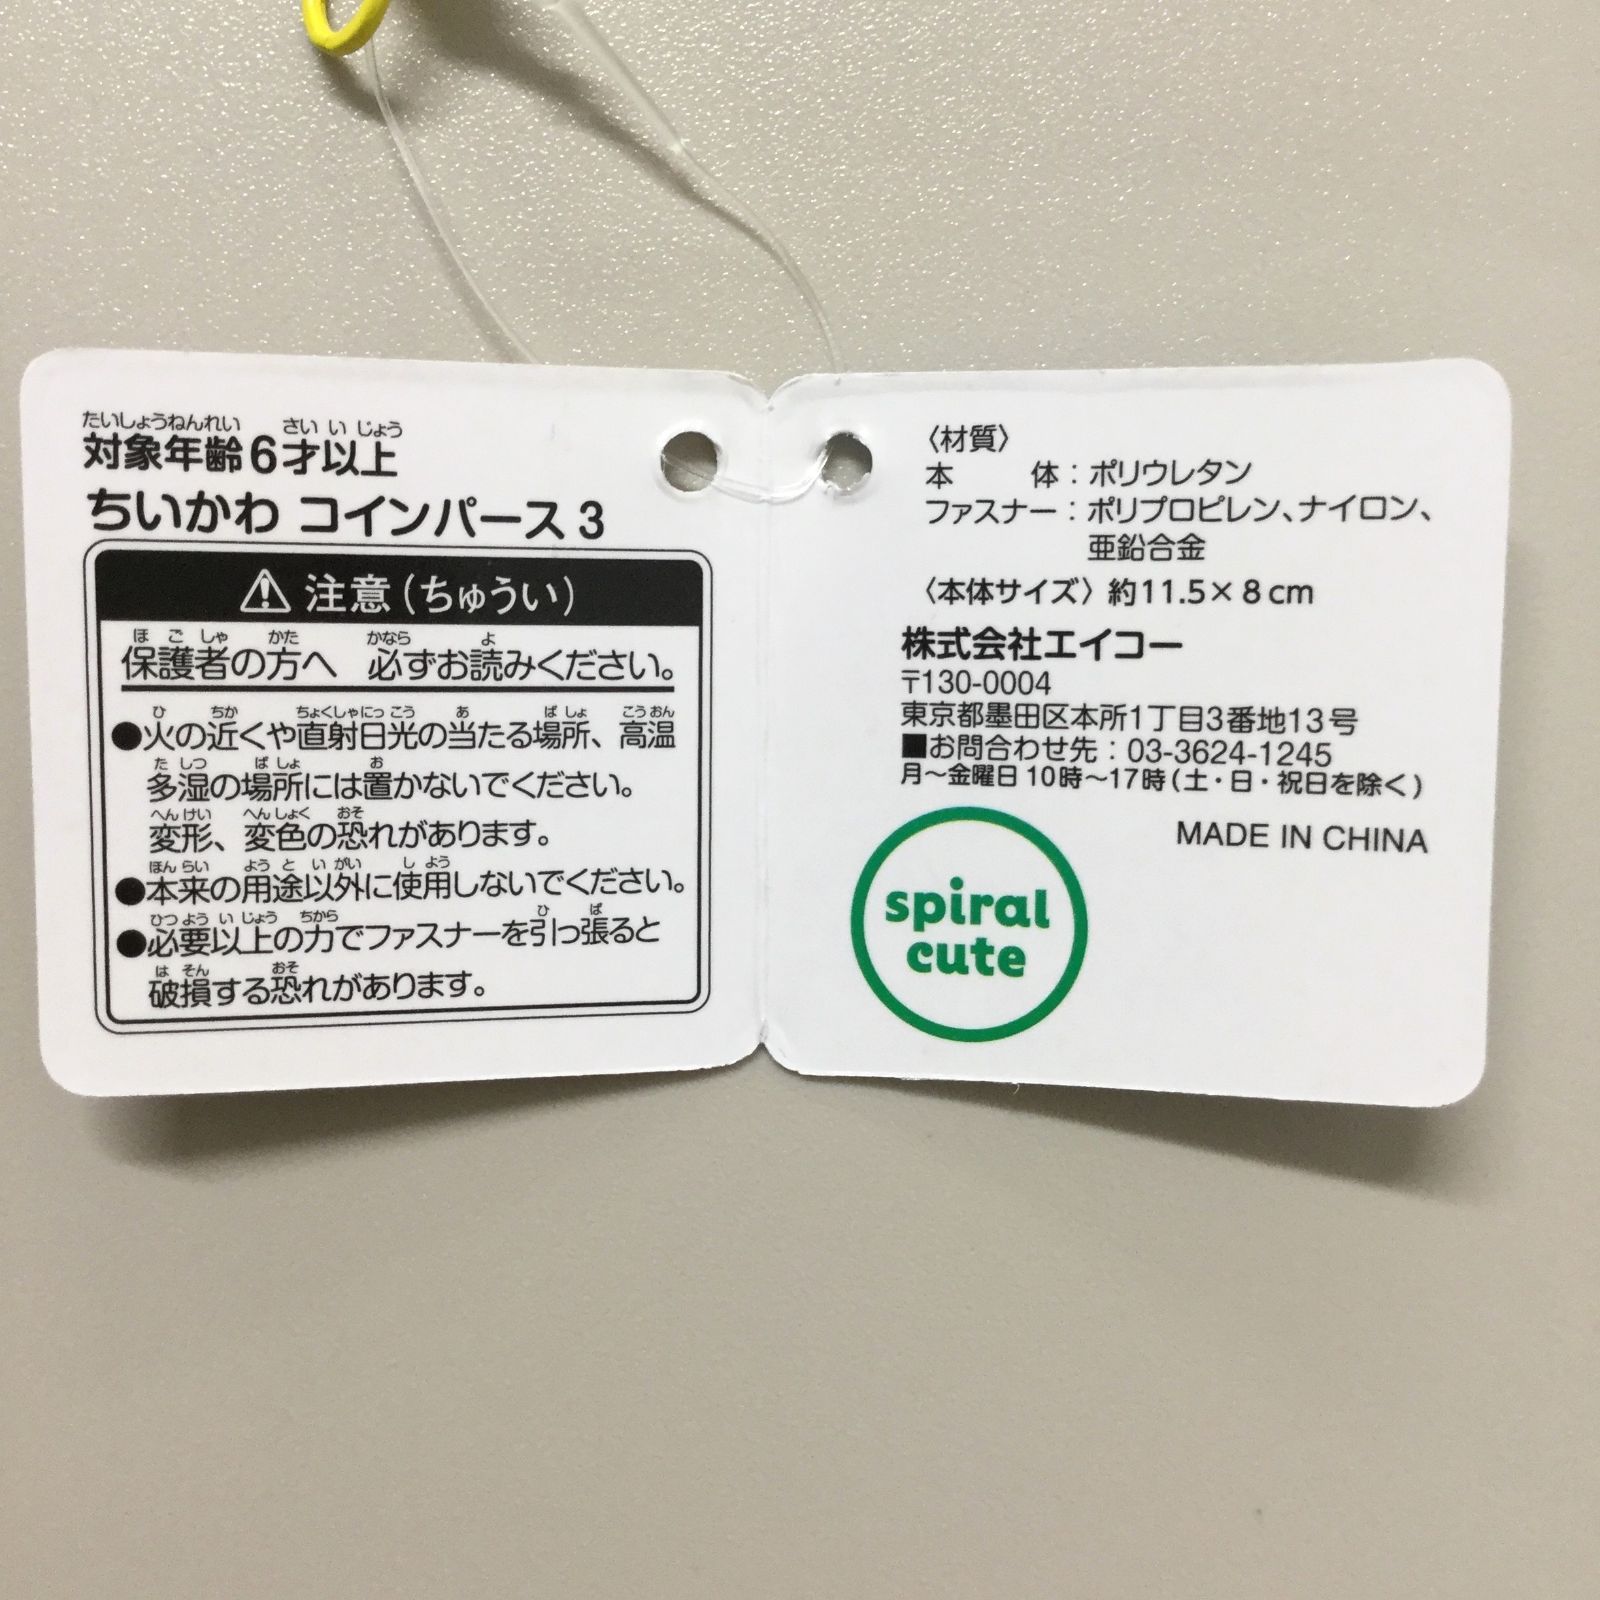 たいしょうねんれい さい い じょう
対象年齢6才以上
ちいかわ コインパース3
注意(ちゅうい)
ほ ご しゃ かた かなら よ
保護者の方へ 必ずお読みください。
ひ ちか ちょくしゃにっこう あ ばしょ こうおん
●火の近くや直射日光の当たる場所、高温
た しつ ばしょ お
多湿の場所には置かないでください。
へんけい へんしょく おそ
変形、変色の恐れがあります。
ほんらい ようと い がい し よう
●本来の用途以外に使用しないでください。
ひつよう い じょう ちから ひ ぱ
●必要以上の力でファスナーを引っ張ると
は そん おそ
破損する恐れがあります。
〈材質〉
本 体：ポリウレタン
ファスナー：ポリプロピレン、ナイロン、
亜鉛合金
〈本体サイズ〉約11.5×8cm
株式会社エイコー
〒130-0004
東京都墨田区本所1丁目3番地13号
■お問合わせ先：03-3624-1245
月～金曜日10時～17時(土・日・祝日を除く)
MADE IN CHINA
spiral
cute